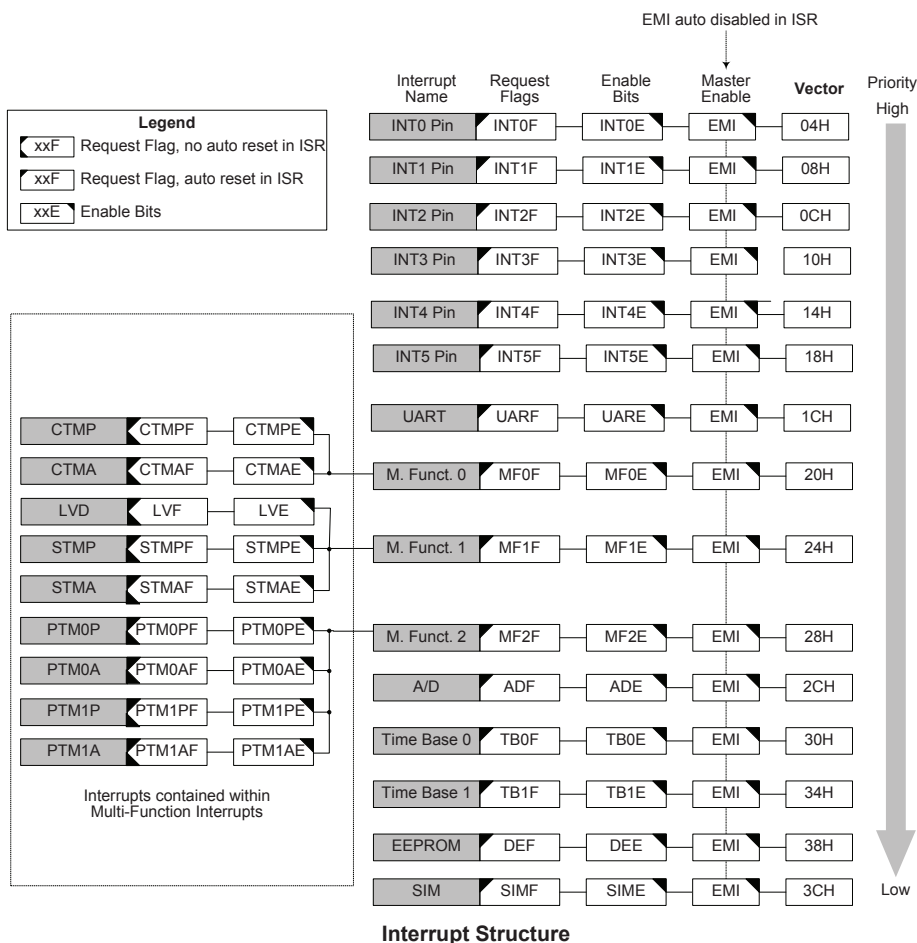 EMI auto disabled in ISR
Interrupt Name Request Flags Enable Bits Master Enable Vector Priority
High
Legend
xxF Request Flag, no auto reset in ISR
xxF Request Flag, auto reset in ISR
xxE Enable Bits
INT0 Pin INT0F INT0E EMI 04H
INT1 Pin INT1F INT1E EMI 08H
INT2 Pin INT2F INT2E EMI 0CH
INT3 Pin INT3F INT3E EMI 10H
INT4 Pin INT4F INT4E EMI 14H
INT5 Pin INT5F INT5E EMI 18H
UART UARF UARE EMI 1CH
CTMP CTMPF CTMPE
CTMA CTMAF CTMAE M. Funct. 0 MF0F MF0E EMI 20H
LVD LVF LVE
STMP STMPF STMPE M. Funct. 1 MF1F MF1E EMI 24H
STMA STMAF STMAE
PTM0P PTM0PF PTM0PE M. Funct. 2 MF2F MF2E EMI 28H
PTM0A PTM0AF PTM0AE A/D ADF ADE EMI 2CH
PTM1P PTM1PF PTM1PE Time Base 0 TB0F TB0E EMI 30H
PTM1A PTM1AF PTM1AE
Interrupts contained within
Multi-Function Interrupts
Time Base 1 TB1F TB1E EMI 34H
EEPROM DEF DEE EMI 38H
SIM SIMF SIME EMI 3CH Low
Interrupt Structure